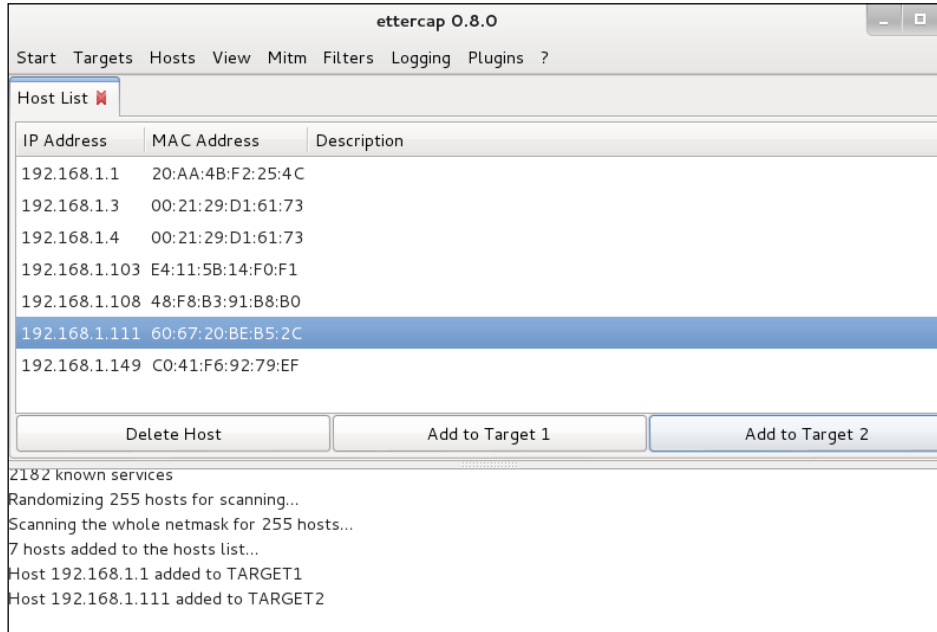 ettercap 0.8.0
Start Targets Hosts View Mitm Filters Logging Plugins ?
Host List
IP Address MAC Address Description
192.168.1.1 20:AA:4B:F2:25:4C
192.168.1.3 00:21:29:D1:61:73
192.168.1.4 00:21:29:D1:61:73
192.168.1.103 E4:11:5B:14:F0:F1
192.168.1.108 48:F8:B3:91:B8:B0
192.168.1.111 60:67:20:BE:B5:2C
192.168.1.149 C0:41:F6:92:79:EF
Delete Host Add to Target 1 Add to Target 2
2182 known services
Randomizing 255 hosts for scanning...
Scanning the whole netmask for 255 hosts...
7 hosts added to the hosts list...
Host 192.168.1.1 added to TARGET1
Host 192.168.1.111 added to TARGET2